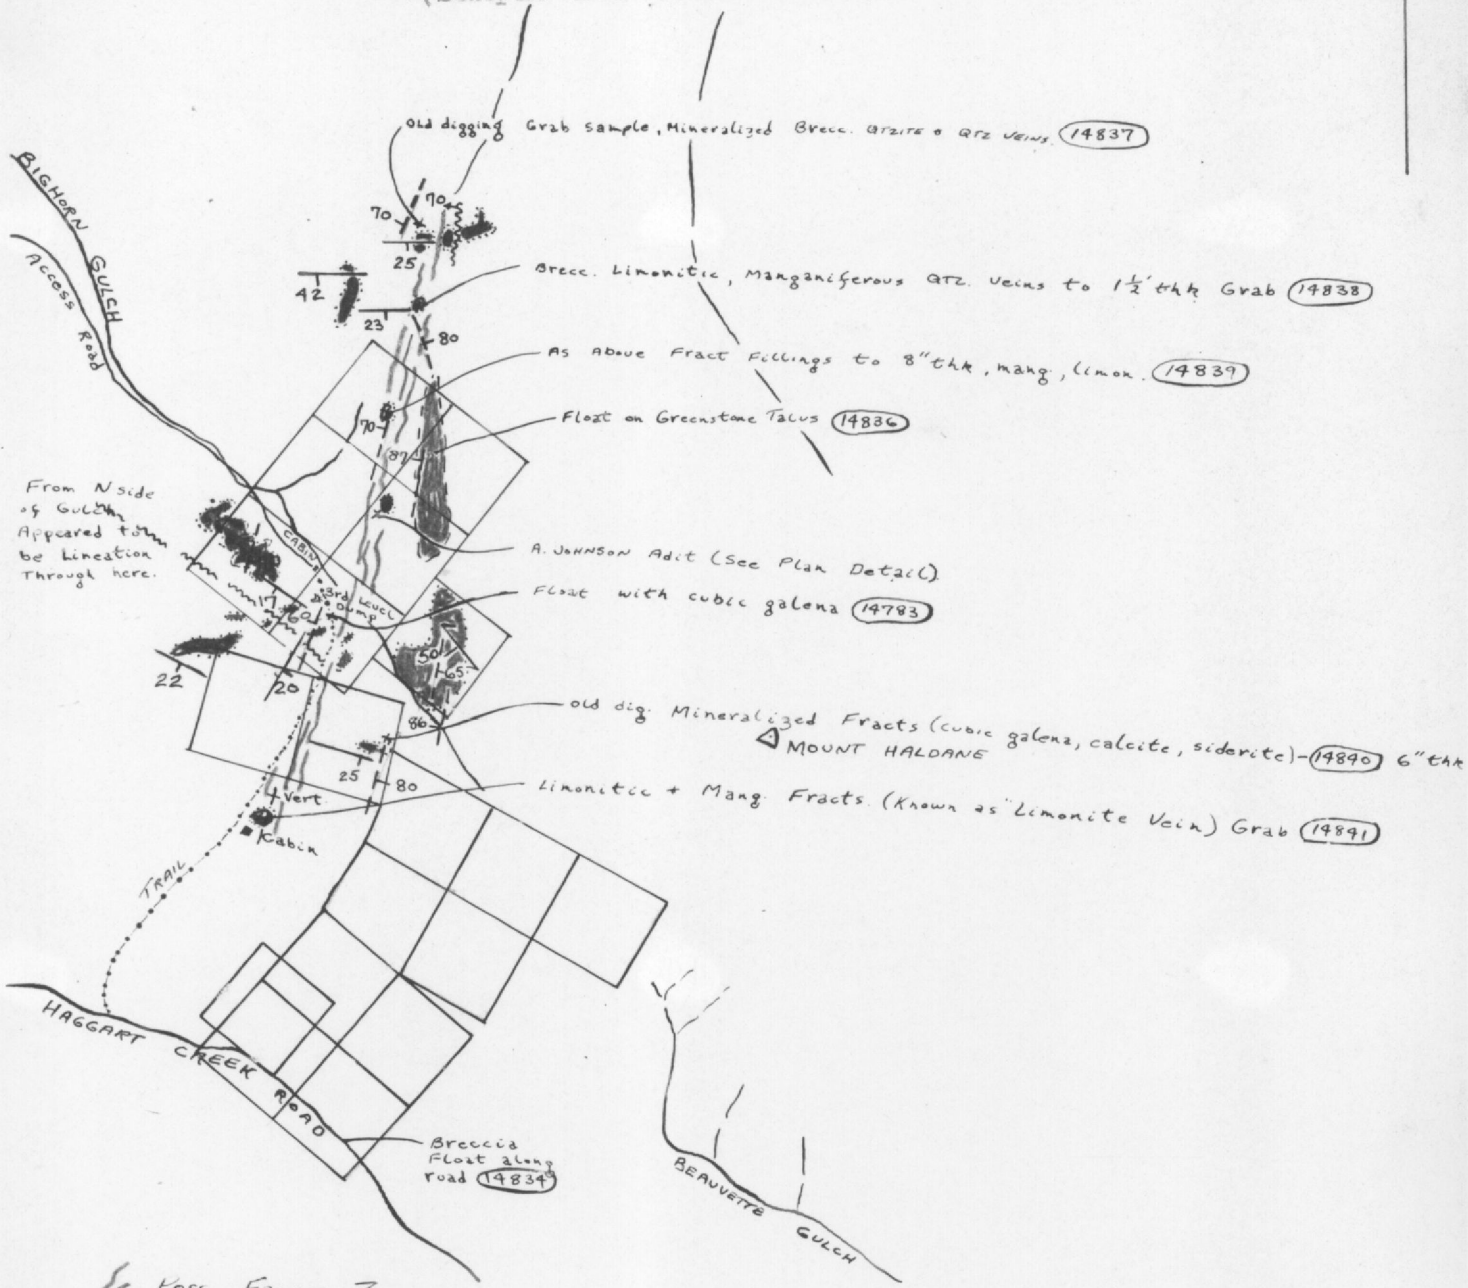 Old digging Grab Sample, Mineralized Brecc. QTZITE & QTZ VEINS. 14837
BIGHORN GULCH
ACCESS Road
70
70
25
42
23
Brecc. Limonitic, Manganiferous QTZ. Veins to 1½' thk Grab 14838
80
As Above Fract Fillings to 8" thk, mang, limon. 14839
70
Float on Greenstone Talus 14836
87
From N side
of Gulch
Appeared to
be Lineation
Through here.
CABIN
A. JOHNSON Adit (See Plan Detail)
3rd Level
Dump
Float with cubic galena 14783
17
60
50
65
22
20
86
Old dig. Mineralized Fracts (cubic galena, calcite, siderite)-14840 6" thk
MOUNT HALDANE
25
80
Vert
Limonitic + Mang. Fracts. (Known as "Limonite Vein) Grab 14841
Cabin
TRAIL
HAGGART CREEK ROAD
Breccia
Float along
road 14834
BEAUVETTE GULCH